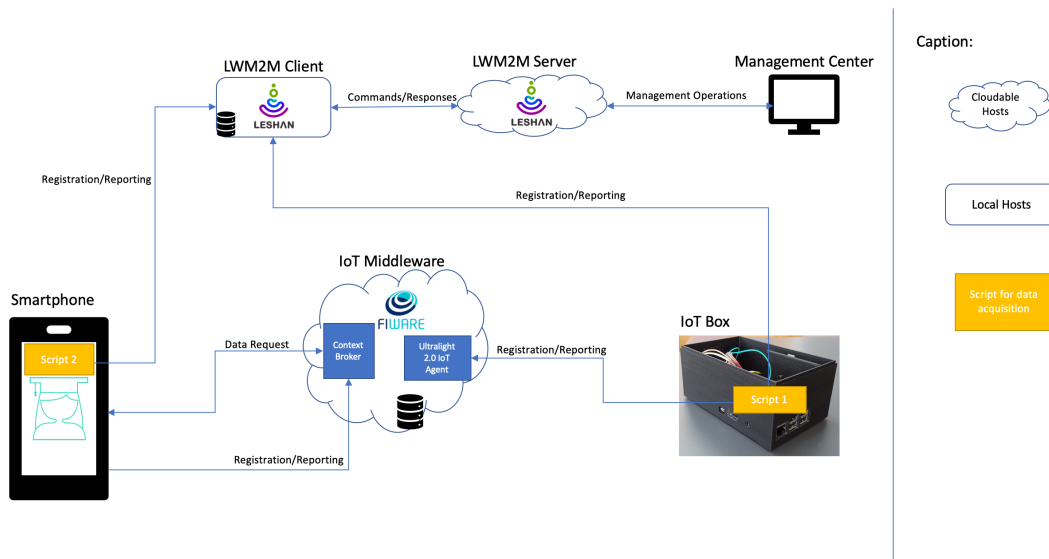 Caption:
LWM2M Client
LWM2M Server
Management Center
LESHAN
Commands/Responses
LESHAN
Management Operations
Cloudable
Hosts
Registration/Reporting
Registration/Reporting
Local Hosts
IoT Middleware
FIWARE
Smartphone
IoT Box
Script for data
acquisition
Script 2
Data Request
Context
Broker
Ultralight
2.0 IoT
Agent
Registration/Reporting
Script 1
Registration/Reporting